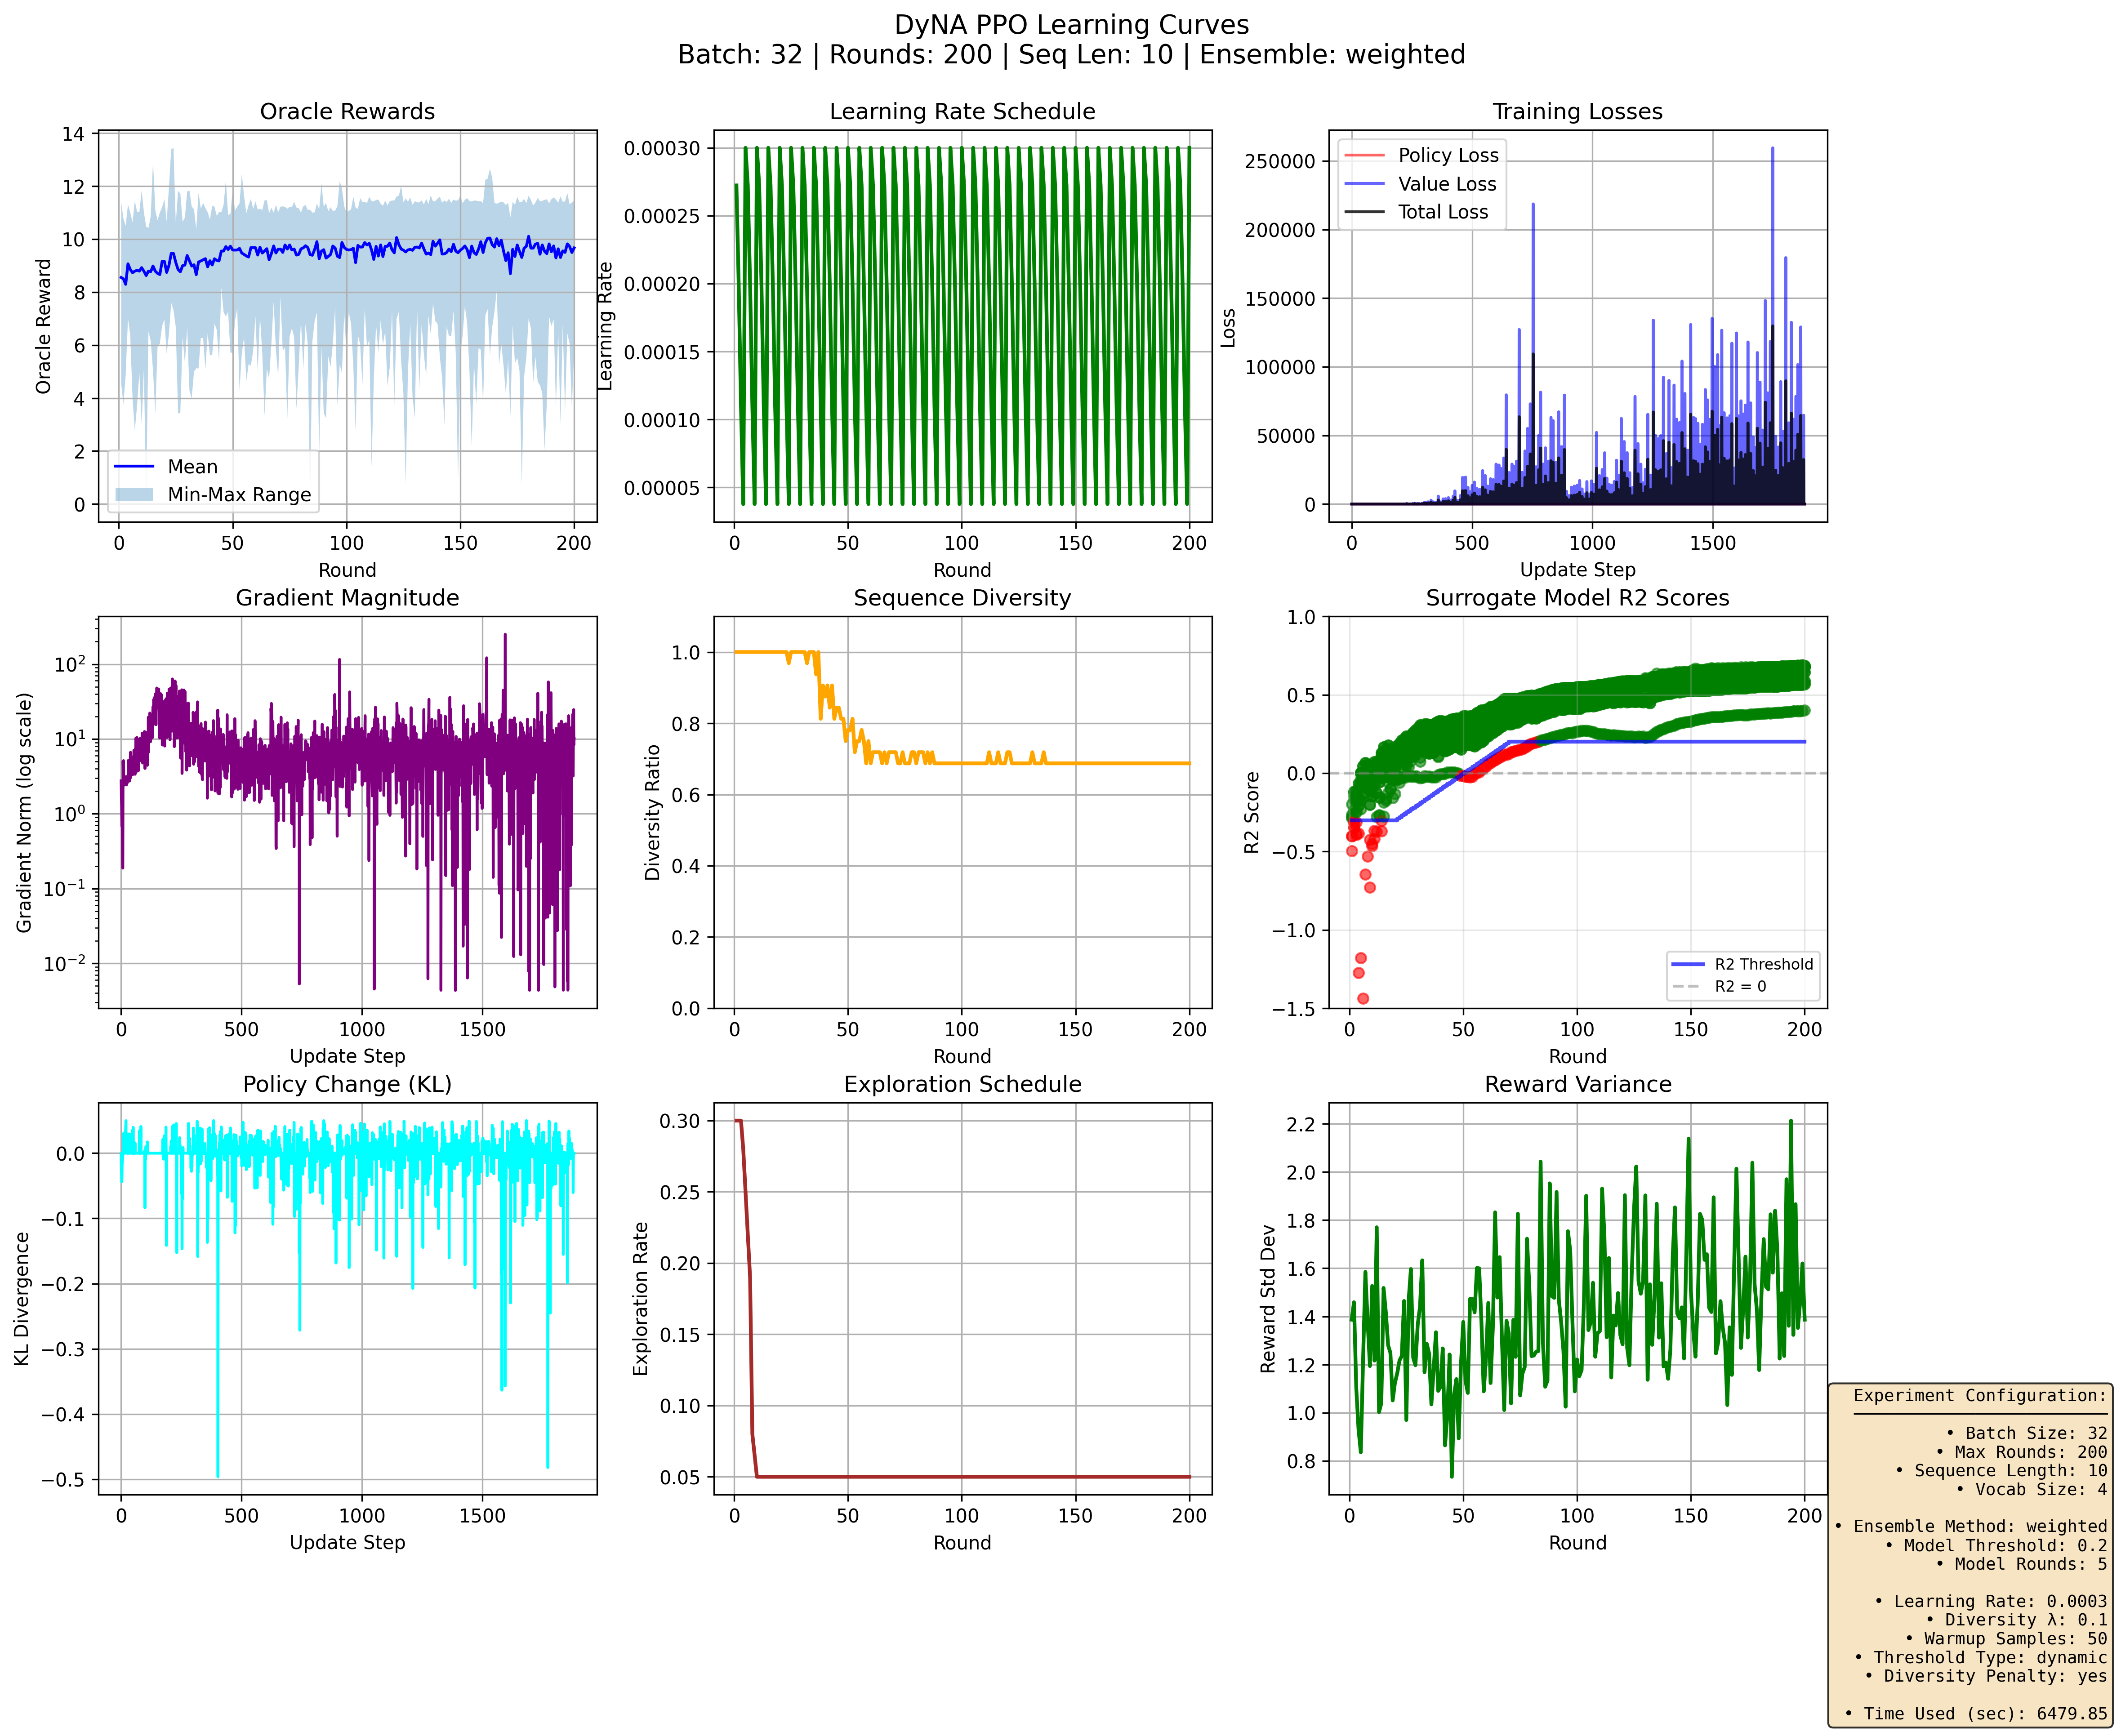 DyNA PPO Learning Curves
Batch: 32 | Rounds: 200 | Seq Len: 10 | Ensemble: weighted
Oracle Rewards
Oracle Reward
14
12
10
8
6
4
2
0
Mean
Min-Max Range
0 50 100 150 200
Round
Learning Rate Schedule
Learning Rate
0.00030
0.00025
0.00020
0.00015
0.00010
0.00005
0 50 100 150 200
Round
Training Losses
Loss
250000
200000
150000
100000
50000
0
Policy Loss
Value Loss
Total Loss
0 500 1000 1500
Update Step
Gradient Magnitude
Gradient Norm (log scale)
10²
10¹
10⁰
10⁻¹
10⁻²
0 500 1000 1500
Update Step
Sequence Diversity
Diversity Ratio
1.0
0.8
0.6
0.4
0.2
0.0
0 50 100 150 200
Round
Surrogate Model R2 Scores
R2 Score
1.0
0.5
0.0
−0.5
−1.0
−1.5
R2 Threshold
R2 = 0
0 50 100 150 200
Round
Policy Change (KL)
KL Divergence
0.0
−0.1
−0.2
−0.3
−0.4
−0.5
0 500 1000 1500
Update Step
Exploration Schedule
Exploration Rate
0.30
0.25
0.20
0.15
0.10
0.05
0 50 100 150 200
Round
Reward Variance
Reward Std Dev
2.2
2.0
1.8
1.6
1.4
1.2
1.0
0.8
0 50 100 150 200
Round
Experiment Configuration:
• Batch Size: 32
• Max Rounds: 200
• Sequence Length: 10
• Vocab Size: 4
• Ensemble Method: weighted
• Model Threshold: 0.2
• Model Rounds: 5
• Learning Rate: 0.0003
• Diversity λ: 0.1
• Warmup Samples: 50
• Threshold Type: dynamic
• Diversity Penalty: yes
• Time Used (sec): 6479.85